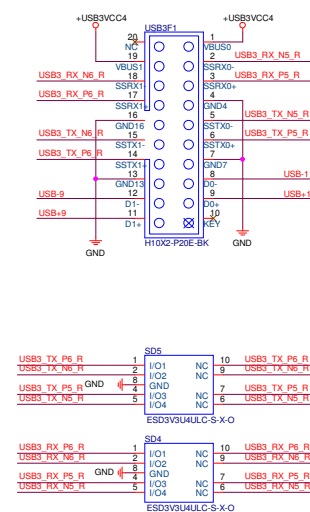 +USB3VCC4 +USB3VCC4
USB3F1
20 1
NC VBUS0
19 2 USB3_RX_N5_R
VBUS1 SSRX0-
USB3_RX_N6_R 18 3 USB3_RX_P5_R
SSRX1- SSRX0+
USB3_RX_P6_R 17 4
SSRX1+ GND4
16 5 USB3_TX_N5_R
GND16 SSTX0-
USB3_TX_N6_R 15 6 USB3_TX_P5_R
SSTX1- SSTX0+
USB3_TX_P6_R 14 7
SSTX1+ GND7
13 8 USB-1
GND13 D0-
USB-9 12 9 USB+1
D1- D0+
USB+9 11 10
D1+ KEY
H10X2-P20E-BK
GND GND
SD5
USB3_TX_P6_R 1 I/O1 NC 10 USB3_TX_P6_R
USB3_TX_N6_R 2 I/O2 NC 9 USB3_TX_N6_R
GND 8 GND
USB3_TX_P5_R 4 I/O3 NC 7 USB3_TX_P5_R
USB3_TX_N5_R 5 I/O4 NC 6 USB3_TX_N5_R
ESD3V3U4ULC-S-X-O
SD4
USB3_RX_P6_R 1 I/O1 NC 10 USB3_RX_P6_R
USB3_RX_N6_R 2 I/O2 NC 9 USB3_RX_N6_R
GND 8 GND
USB3_RX_P5_R 4 I/O3 NC 7 USB3_RX_P5_R
USB3_RX_N5_R 5 I/O4 NC 6 USB3_RX_N5_R
ESD3V3U4ULC-S-X-O